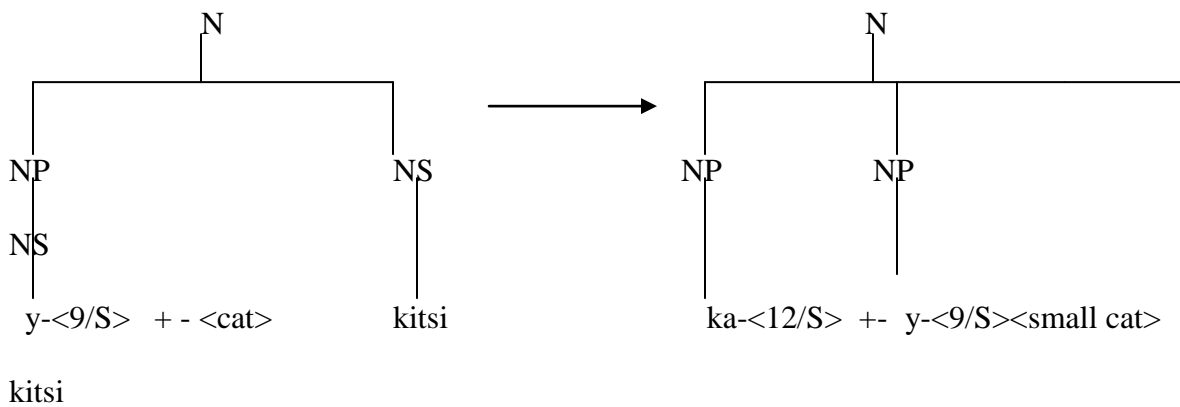 N N
NP NS NP NP
NS
y-<9/S> + - <cat> kitsi ka-<12/S> +- y-<9/S><small cat>
kitsi